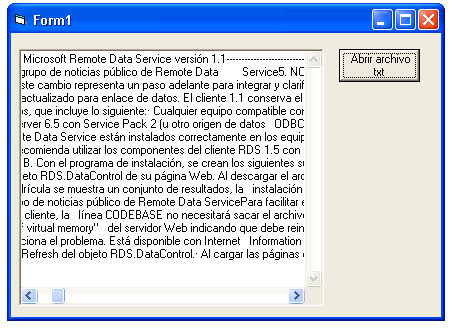 Form1
Microsoft Remote Data Service versión 1.1
grupo de noticias público de Remote Data Service5. NO
ste cambio representa un paso adelante para integrar y clarif
actualizado para enlace de datos. El cliente 1.1 conserva el
os, que incluye lo siguiente:· Cualquier equipo compatible con
rver 6.5 con Service Pack 2 (u otro origen de datos ODBC
te Data Service están instalados correctamente en los equip
comienda utilizar los componentes del cliente RDS 1.5 con
B. Con el programa de instalación, se crean los siguientes su
eto RDS.DataControl de su página Web. Al descargar el arc
drícula se muestra un conjunto de resultados, la instalación
o de noticias público de Remote Data ServicePara facilitar e
cliente, la línea CODEBASE no necesitará sacar el archivo
" virtual memory" del servidor Web indicando que debe rein
ciona el problema. Está disponible con Internet Information
Refresh del objeto RDS.DataControl.· Al cargar las páginas
Abrir archivo
txt